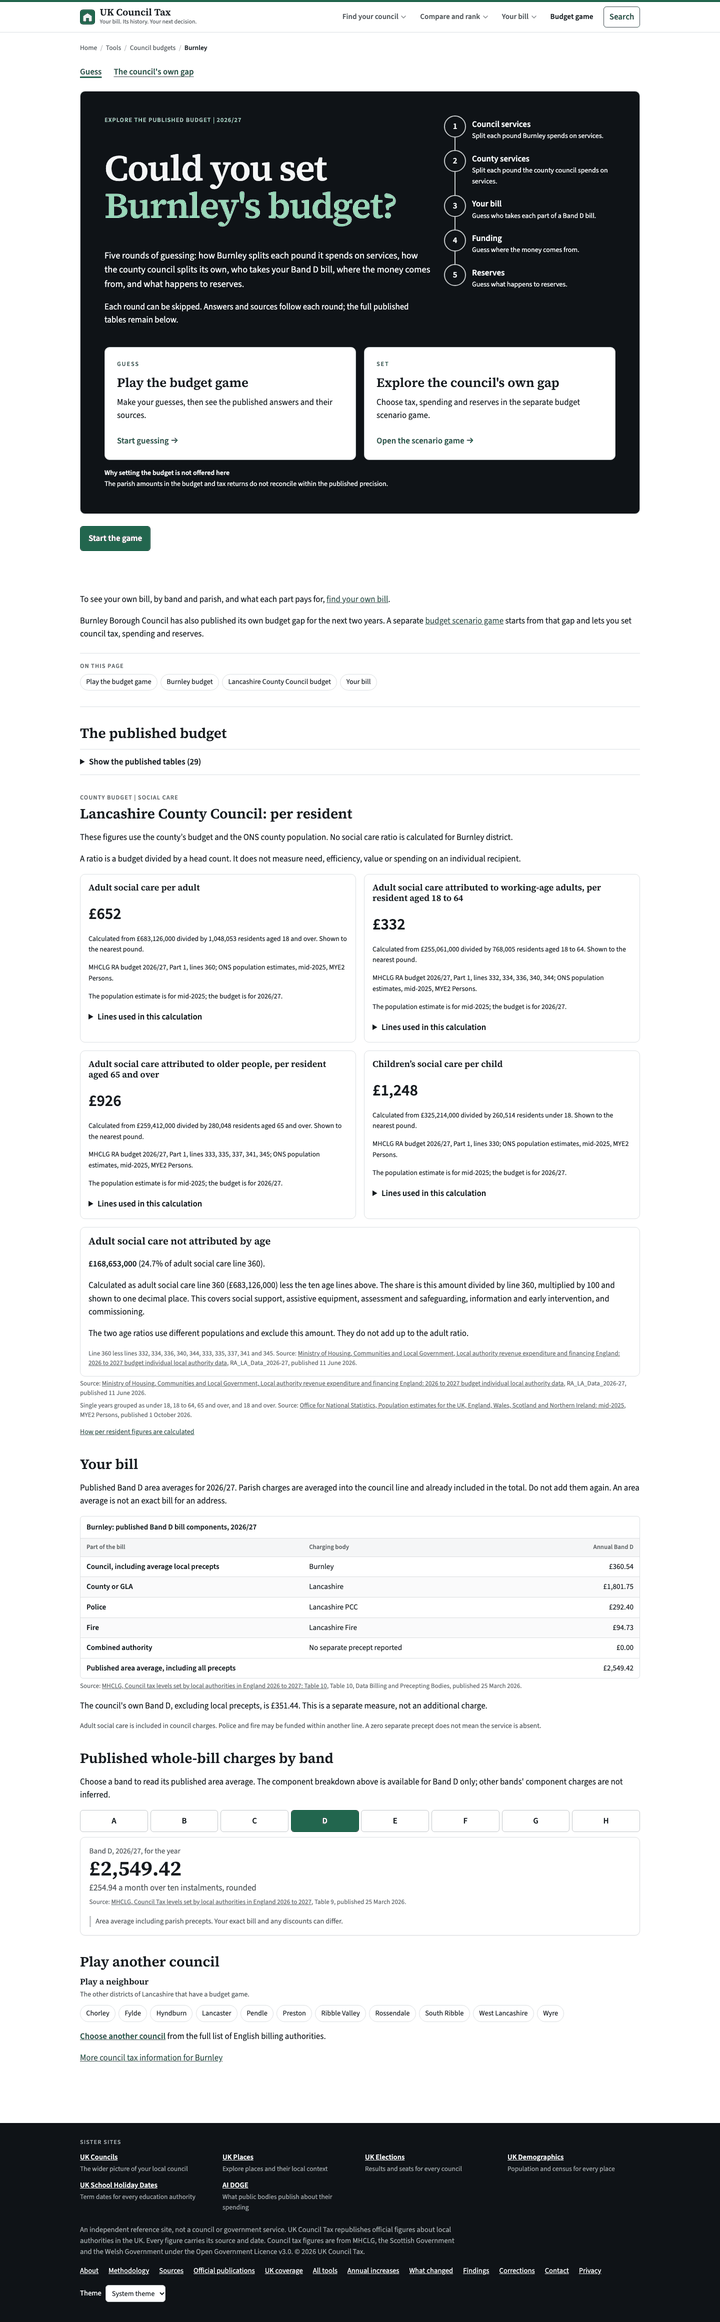 UK Council Tax
Your bill. Its history. Your next decision.
Find your council
Compare and rank
Your bill
Budget game
Search
Home / Tools / Council budgets / Burnley
Guess
The council's own gap
EXPLORE THE PUBLISHED BUDGET | 2026/27
Could you set
Burnley's budget?
Five rounds of guessing: how Burnley splits each pound it spends on services, how
the county council splits its own, who takes your Band D bill, where the money comes
from, and what happens to reserves.
Each round can be skipped. Answers and sources follow each round; the full published
tables remain below.
1
Council services
Split each pound Burnley spends on services.
2
County services
Split each pound the county council spends on
services.
3
Your bill
Guess who takes each part of a Band D bill.
4
Funding
Guess where the money comes from.
5
Reserves
Guess what happens to reserves.
GUESS
Play the budget game
Make your guesses, then see the published answers and their
sources.
Start guessing →
SET
Explore the council's own gap
Choose tax, spending and reserves in the separate budget
scenario game.
Open the scenario game →
Why setting the budget is not offered here
The parish amounts in the budget and tax returns do not reconcile within the published precision.
Start the game
To see your own bill, by band and parish, and what each part pays for, find your own bill.
Burnley Borough Council has also published its own budget gap for the next two years. A separate budget scenario game starts from that gap and lets you set
council tax, spending and reserves.
ON THIS PAGE
Play the budget game
Burnley budget
Lancashire County Council budget
Your bill
The published budget
Show the published tables (29)
COUNTY BUDGET | SOCIAL CARE
Lancashire County Council: per resident
These figures use the county's budget and the ONS county population. No social care ratio is calculated for Burnley district.
A ratio is a budget divided by a head count. It does not measure need, efficiency, value or spending on an individual recipient.
Adult social care per adult
£652
Calculated from £683,126,000 divided by 1,048,053 residents aged 18 and over. Shown to
the nearest pound.
MHCLG RA budget 2026/27, Part 1, lines 360; ONS population estimates, mid-2025, MYE2
Persons.
The population estimate is for mid-2025; the budget is for 2026/27.
Lines used in this calculation
Adult social care attributed to working-age adults, per
resident aged 18 to 64
£332
Calculated from £255,061,000 divided by 768,005 residents aged 18 to 64. Shown to the
nearest pound.
MHCLG RA budget 2026/27, Part 1, lines 332, 334, 336, 340, 344; ONS population
estimates, mid-2025, MYE2 Persons.
The population estimate is for mid-2025; the budget is for 2026/27.
Lines used in this calculation
Adult social care attributed to older people, per resident
aged 65 and over
£926
Calculated from £259,412,000 divided by 280,048 residents aged 65 and over. Shown to
the nearest pound.
MHCLG RA budget 2026/27, Part 1, lines 333, 335, 337, 341, 345; ONS population
estimates, mid-2025, MYE2 Persons.
The population estimate is for mid-2025; the budget is for 2026/27.
Lines used in this calculation
Children's social care per child
£1,248
Calculated from £325,214,000 divided by 260,514 residents under 18. Shown to the
nearest pound.
MHCLG RA budget 2026/27, Part 1, lines 330; ONS population estimates, mid-2025, MYE2
Persons.
The population estimate is for mid-2025; the budget is for 2026/27.
Lines used in this calculation
Adult social care not attributed by age
£168,653,000 (24.7% of adult social care line 360).
Calculated as adult social care line 360 (£683,126,000) less the ten age lines above. The share is this amount divided by line 360, multiplied by 100 and
shown to one decimal place. This covers social support, assistive equipment, assessment and safeguarding, information and early intervention, and
commissioning.
The two age ratios use different populations and exclude this amount. They do not add up to the adult ratio.
Line 360 less lines 332, 334, 336, 340, 344, 333, 335, 337, 341 and 345. Source: Ministry of Housing, Communities and Local Government, Local authority revenue expenditure and financing England:
2026 to 2027 budget individual local authority data, RA_LA_Data_2026-27, published 11 June 2026.
Source: Ministry of Housing, Communities and Local Government, Local authority revenue expenditure and financing England: 2026 to 2027 budget individual local authority data, RA_LA_Data_2026-27,
published 11 June 2026.
Single years grouped as under 18, 18 to 64, 65 and over, and 18 and over. Source: Office for National Statistics, Population estimates for the UK, England, Wales, Scotland and Northern Ireland: mid-2025,
MYE2 Persons, published 1 October 2026.
How per resident figures are calculated
Your bill
Published Band D area averages for 2026/27. Parish charges are averaged into the council line and already included in the total. Do not add them again. An area
average is not an exact bill for an address.
Burnley: published Band D bill components, 2026/27
Part of the bill
Charging body
Annual Band D
Council, including average local precepts
Burnley
£360.54
County or GLA
Lancashire
£1,801.75
Police
Lancashire PCC
£292.40
Fire
Lancashire Fire
£94.73
Combined authority
No separate precept reported
£0.00
Published area average, including all precepts
£2,549.42
Source: MHCLG, Council tax levels set by local authorities in England 2026 to 2027: Table 10, Table 10, Data Billing and Precepting Bodies, published 25 March 2026.
The council's own Band D, excluding local precepts, is £351.44. This is a separate measure, not an additional charge.
Adult social care is included in council charges. Police and fire may be funded within another line. A zero separate precept does not mean the service is absent.
Published whole-bill charges by band
Choose a band to read its published area average. The component breakdown above is available for Band D only; other bands' component charges are not
inferred.
A
B
C
D
E
F
G
H
Band D, 2026/27, for the year
£2,549.42
£254.94 a month over ten instalments, rounded
Source: MHCLG, Council Tax levels set by local authorities in England 2026 to 2027, Table 9, published 25 March 2026.
Area average including parish precepts. Your exact bill and any discounts can differ.
Play another council
Play a neighbour
The other districts of Lancashire that have a budget game.
Chorley
Fylde
Hyndburn
Lancaster
Pendle
Preston
Ribble Valley
Rossendale
South Ribble
West Lancashire
Wyre
Choose another council from the full list of English billing authorities.
More council tax information for Burnley
SISTER SITES
UK Councils
The wider picture of your local council
UK Places
Explore places and their local context
UK Elections
Results and seats for every council
UK Demographics
Population and census for every place
UK School Holiday Dates
Term dates for every education authority
AI DOGE
What public bodies publish about their
spending
An independent reference site, not a council or government service. UK Council Tax republishes official figures about local
authorities in the UK. Every figure carries its source and date. Council tax figures are from MHCLG, the Scottish Government
and the Welsh Government under the Open Government Licence v3.0. © 2026 UK Council Tax.
About
Methodology
Sources
Official publications
UK coverage
All tools
Annual increases
What changed
Findings
Corrections
Contact
Privacy
Theme
System theme